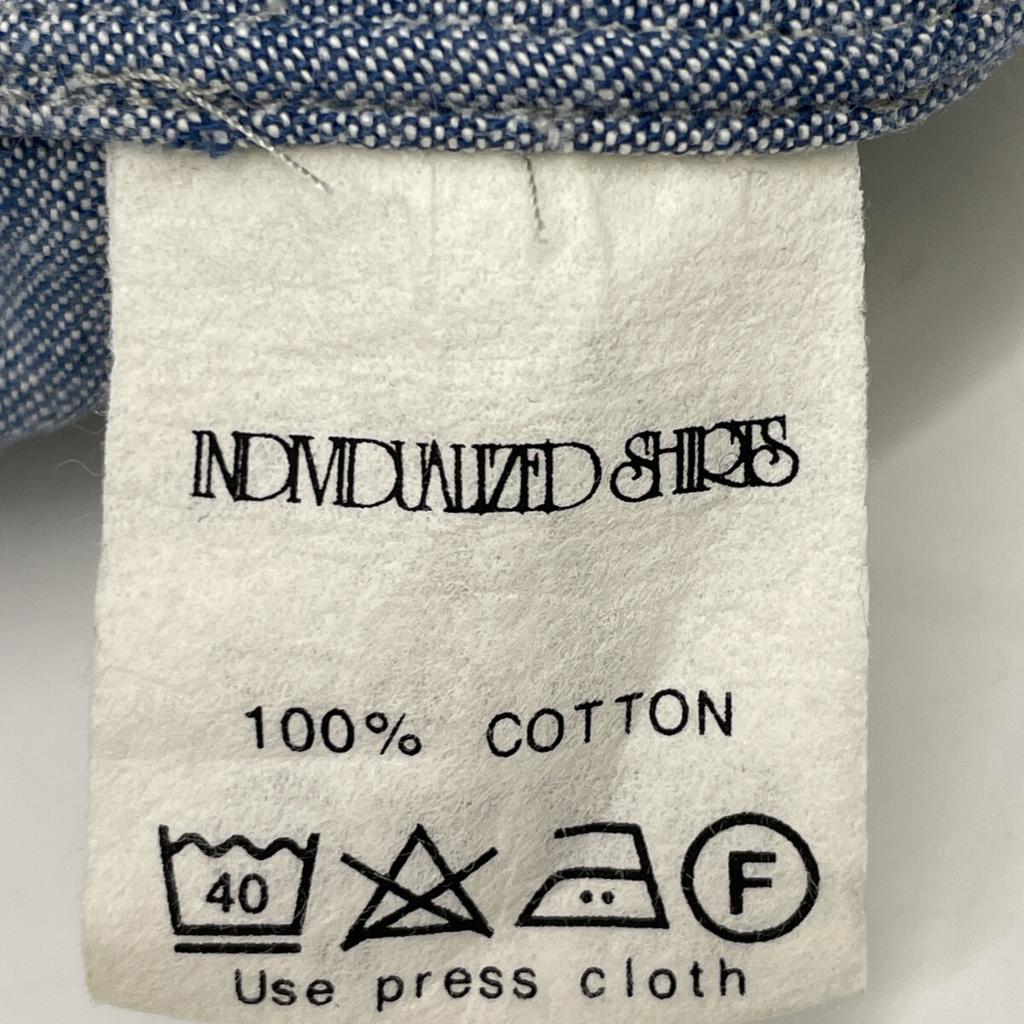 INDIVIDUALIZED SHIRTS
100% COTTON
40 F
Use press cloth